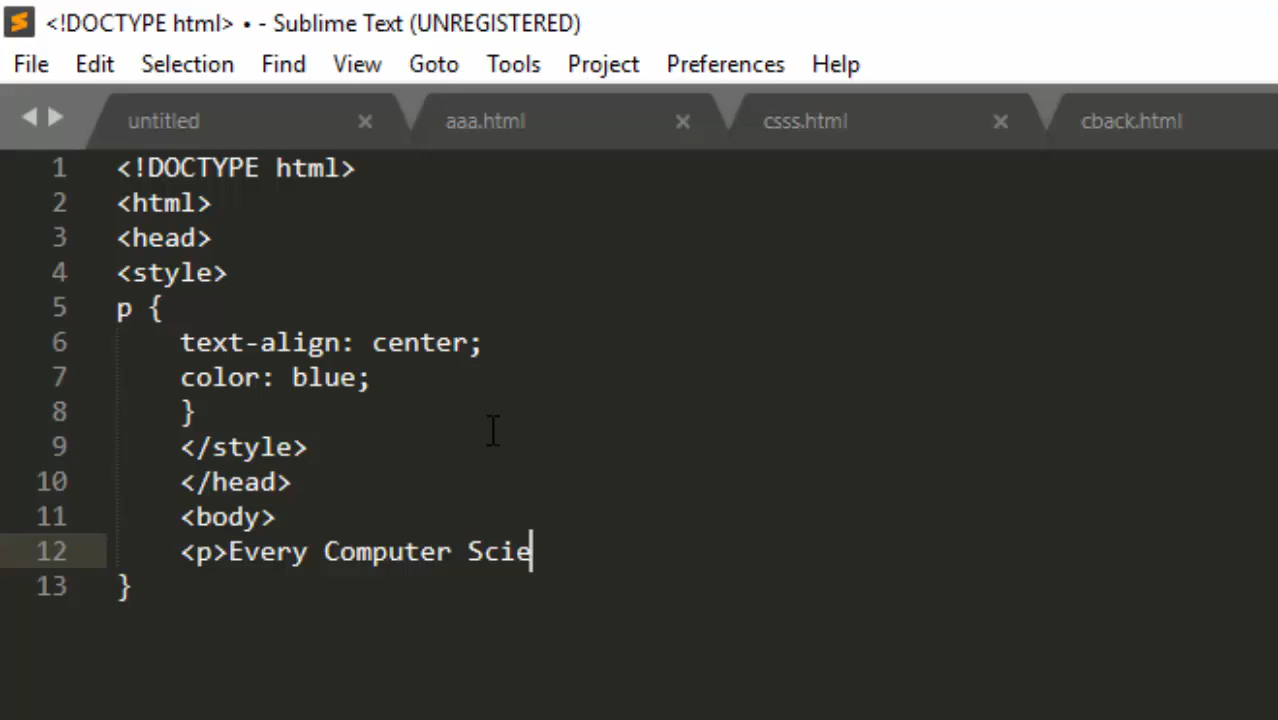 <!DOCTYPE html> • - Sublime Text (UNREGISTERED)
File Edit Selection Find View Goto Tools Project Preferences Help
untitled × aaa.html × csss.html × cback.html
1 <!DOCTYPE html>
2 <html>
3 <head>
4 <style>
5 p {
6 text-align: center;
7 color: blue;
8 }
9 </style>
10 </head>
11 <body>
12 <p>Every Computer Scie
13 }